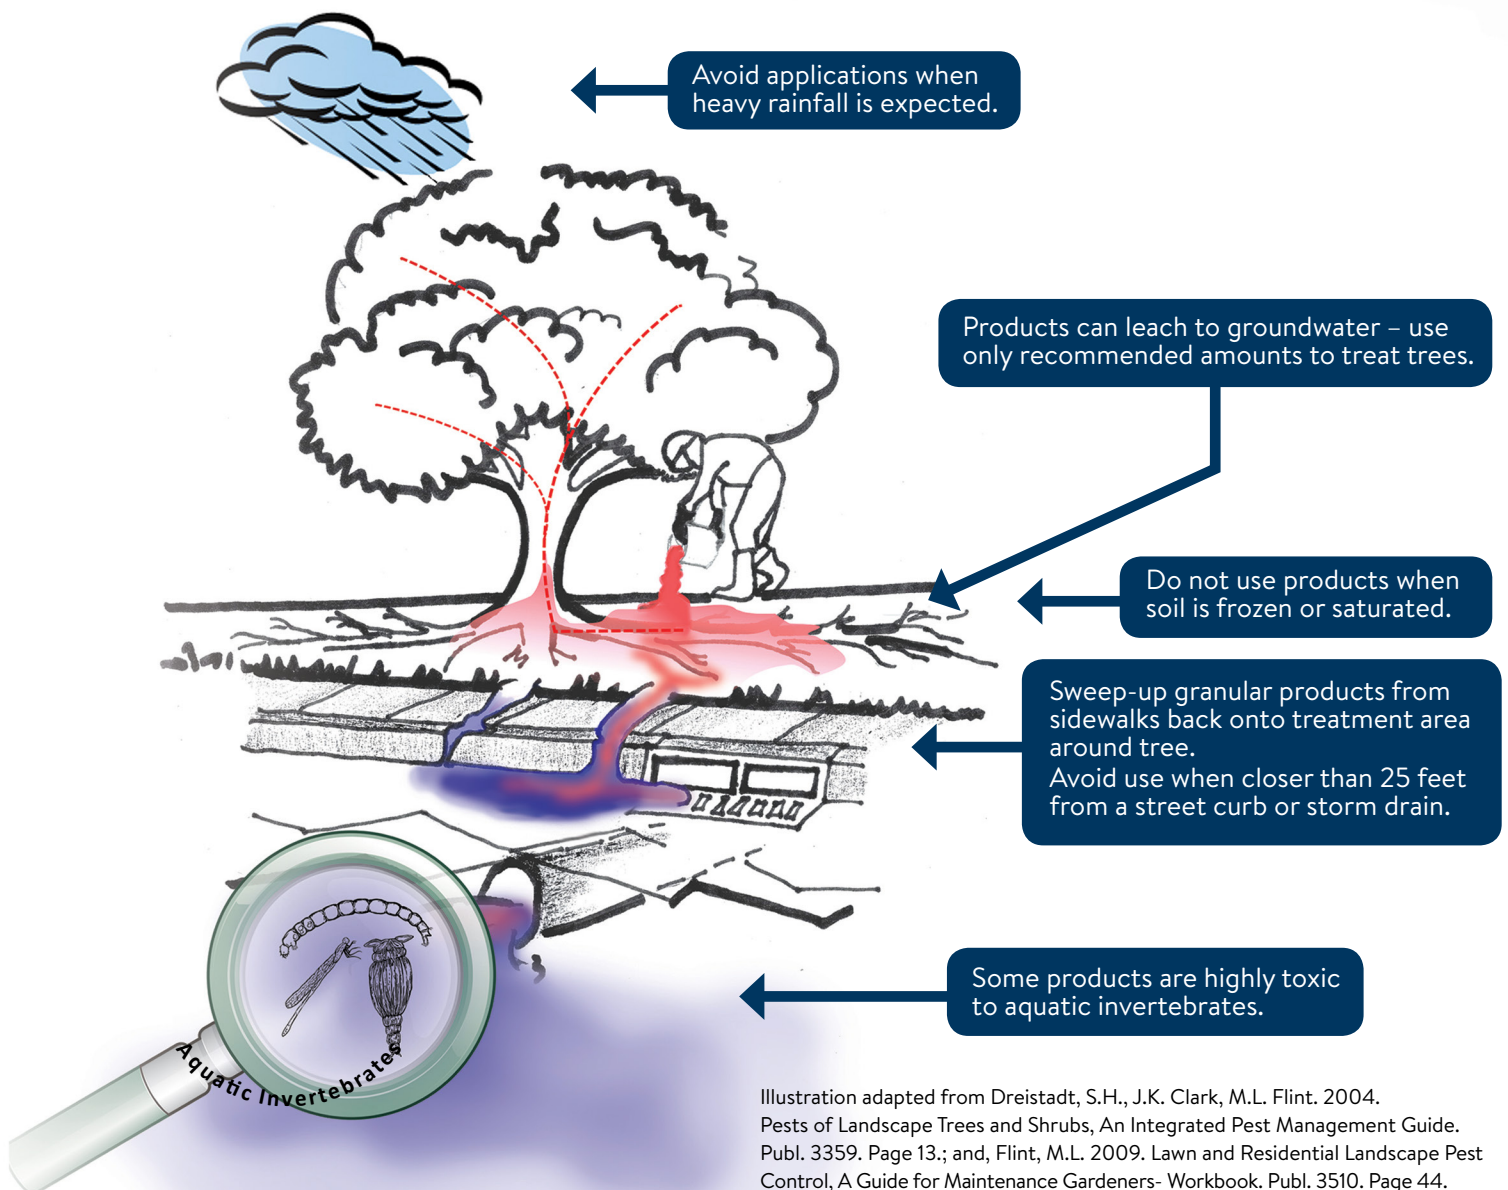 Avoid applications when
heavy rainfall is expected.
Products can leach to groundwater – use
only recommended amounts to treat trees.
Do not use products when
soil is frozen or saturated.
Sweep-up granular products from
sidewalks back onto treatment area
around tree.
Avoid use when closer than 25 feet
from a street curb or storm drain.
Some products are highly toxic
to aquatic invertebrates.
Aquatic Invertebrates
Illustration adapted from Dreistadt, S.H., J.K. Clark, M.L. Flint. 2004.
Pests of Landscape Trees and Shrubs, An Integrated Pest Management Guide.
Publ. 3359. Page 13.; and, Flint, M.L. 2009. Lawn and Residential Landscape Pest
Control, A Guide for Maintenance Gardeners- Workbook. Publ. 3510. Page 44.